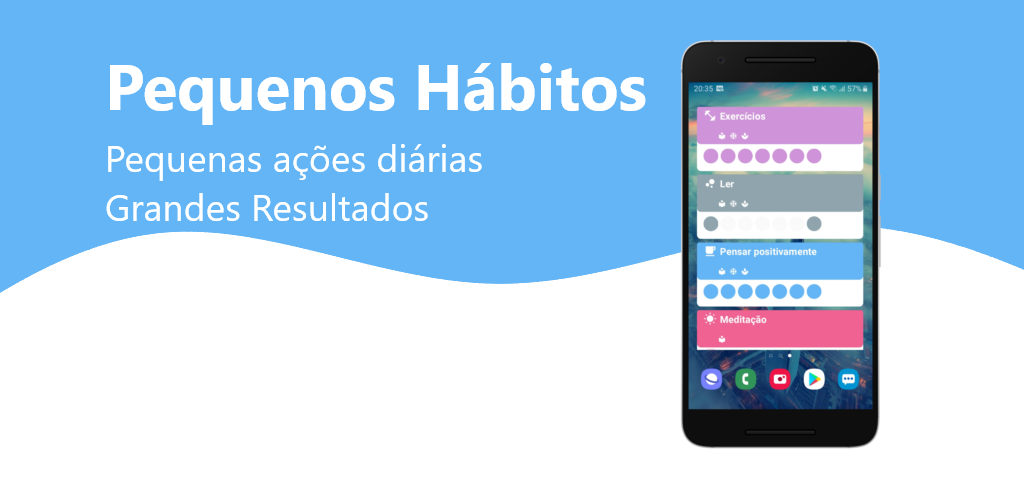 Pequenos Hábitos
Pequenas ações diárias
Grandes Resultados
20:35
57%
Exercícios
Ler
Pensar positivamente
Meditação